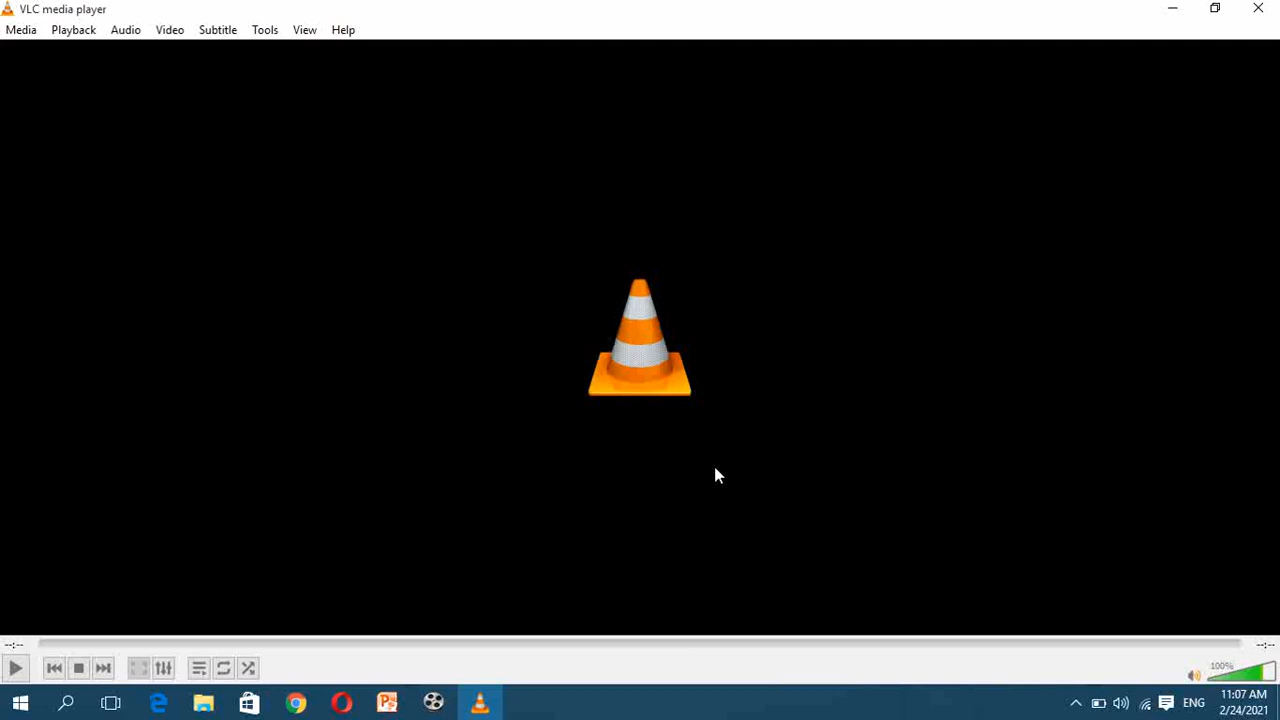 VLC media player
Media Playback Audio Video Subtitle Tools View Help
--:-- --:--
100%
ENG
11:07 AM
2/24/2021